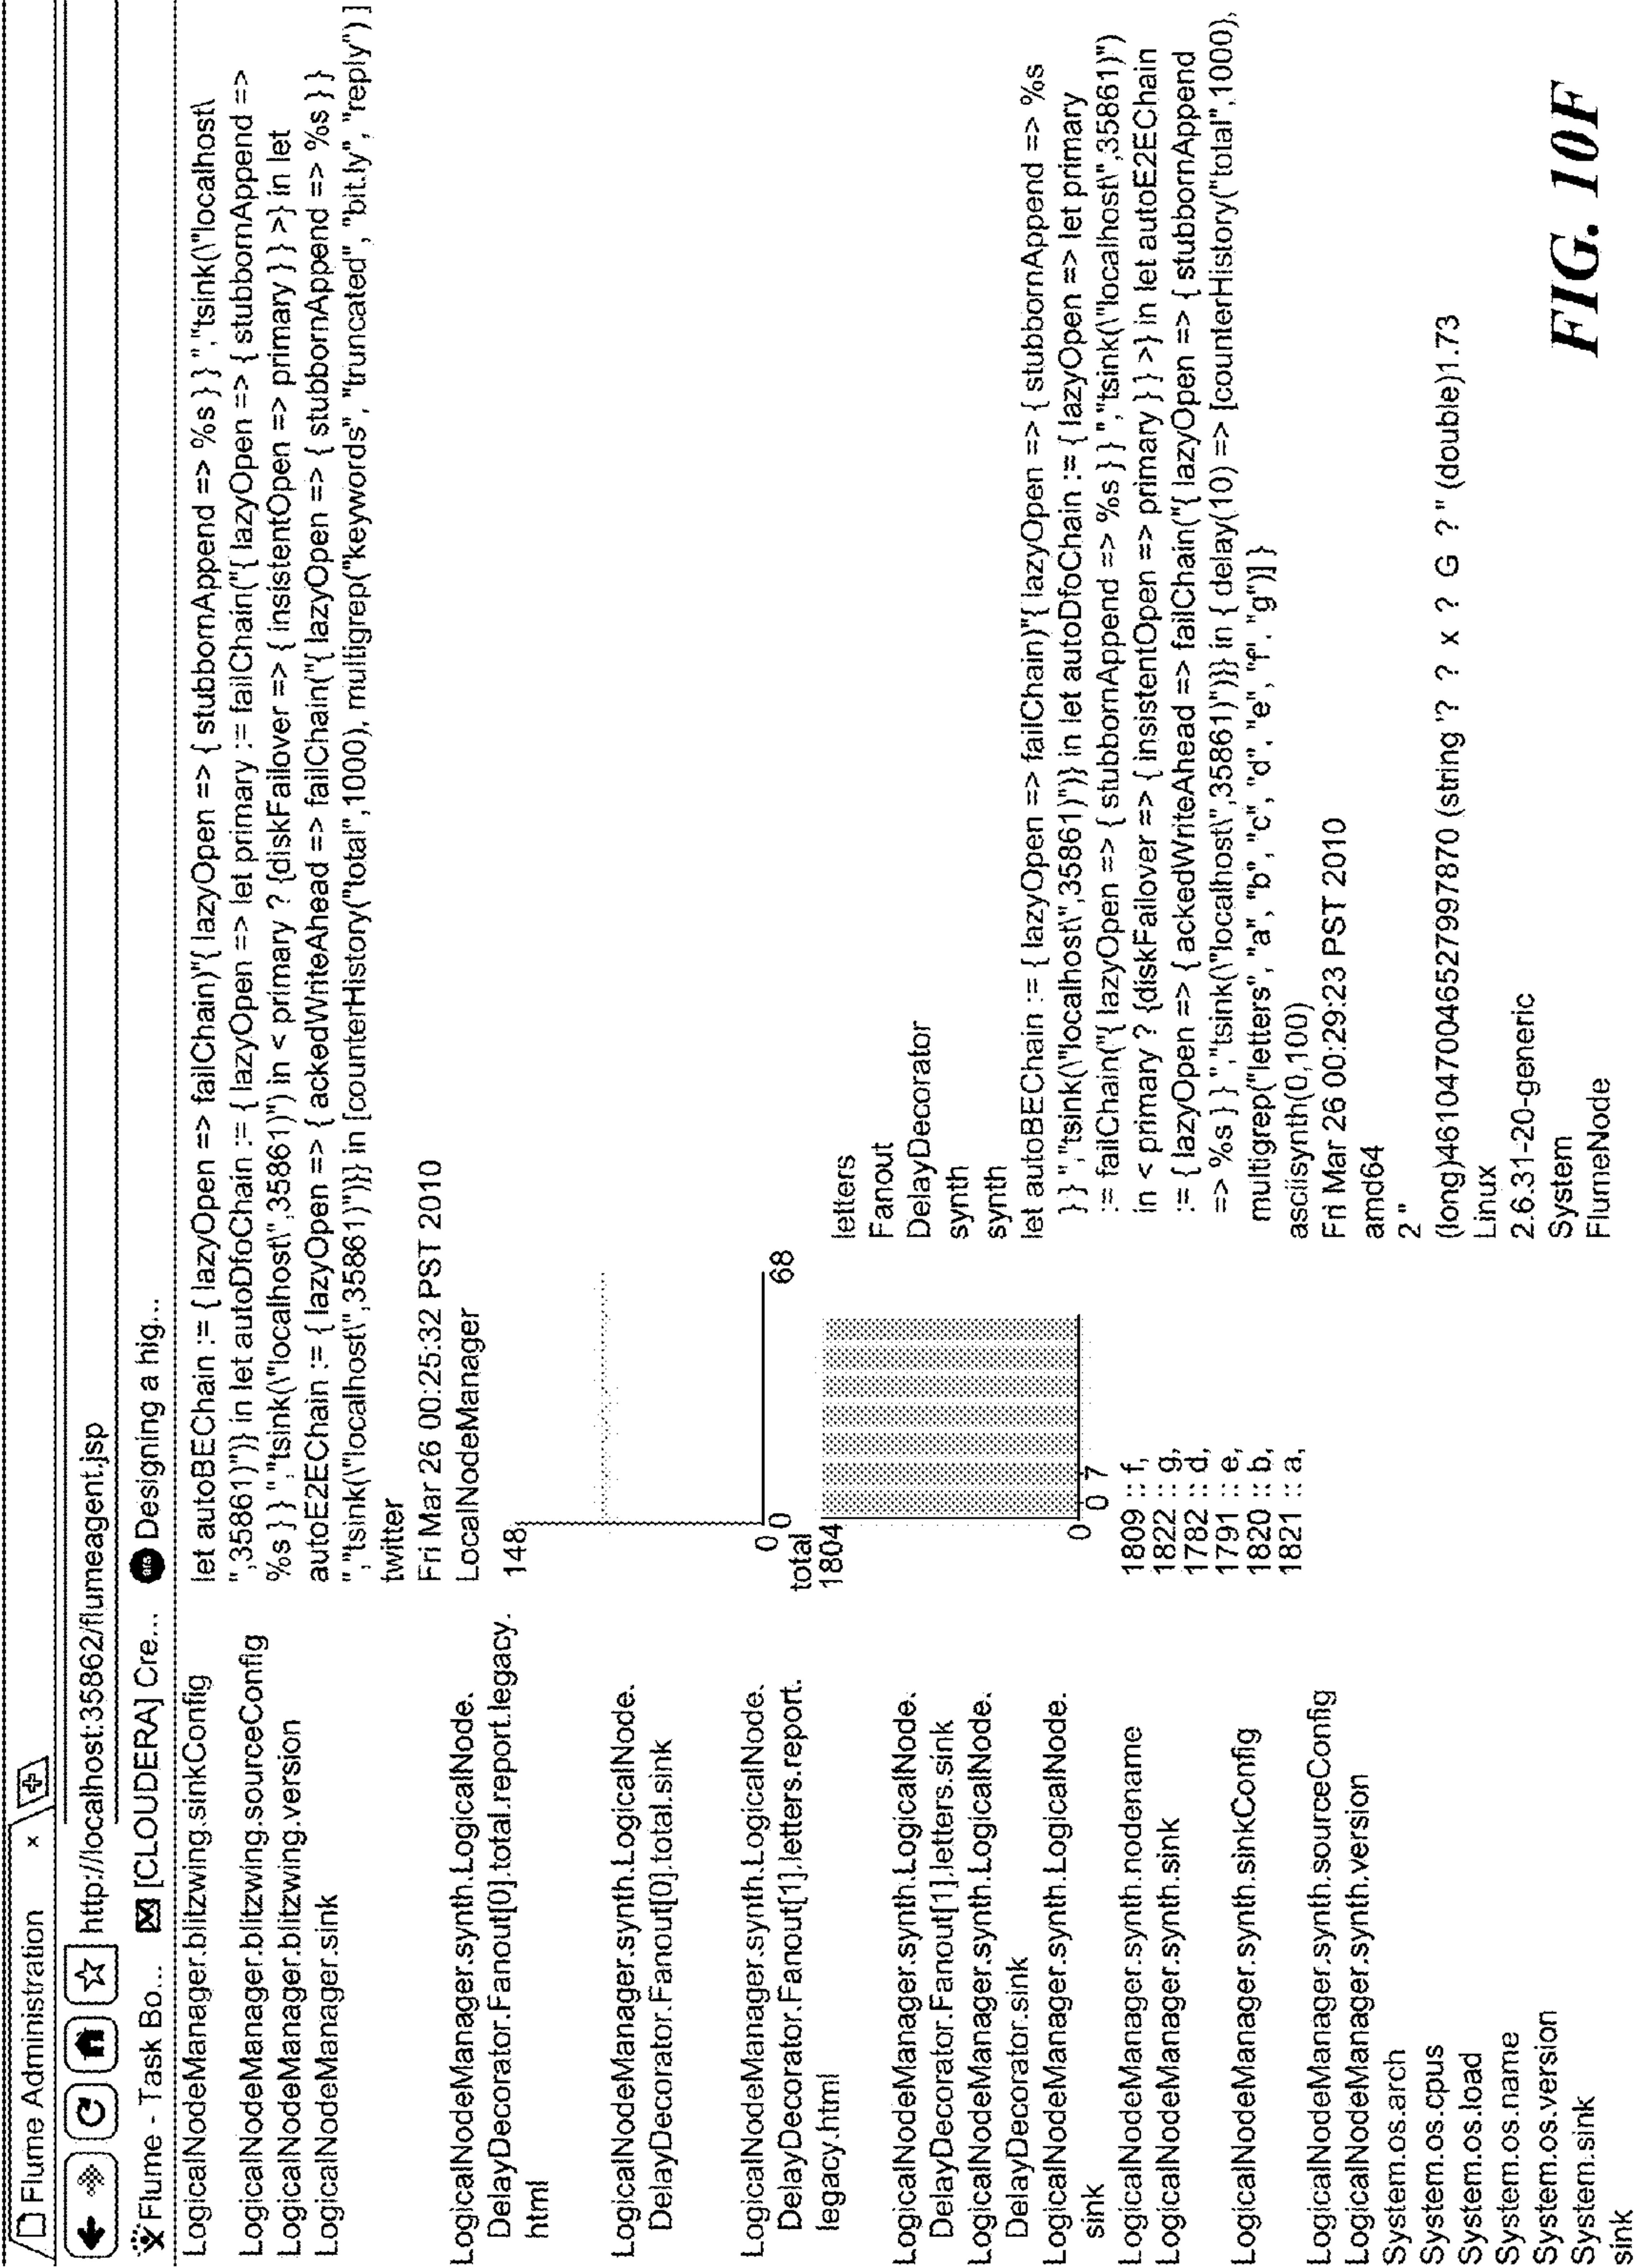 Flume Administration ×
http://localhost:35862/flumeagent.jsp
Flume - Task Bo... [CLOUDERA] Cre... Designing a hig...
LogicalNodeManager.blitzwing.sinkConfig
let autoBEChain := { lazyOpen => failChain)"{ lazyOpen => { stubbornAppend => %s } } ","tsink(\"localhost\
",35861)")} in let autoDfoChain := { lazyOpen => let primary := failChain("{ lazyOpen => { stubbornAppend =>
%s } } ","tsink(\"localhost\",35861)") in < primary ? {diskFailover => { insistentOpen => primary } } >} in let
autoE2EChain := { lazyOpen => { ackedWriteAhead => failChain("{ lazyOpen => { stubbornAppend => %s } }
","tsink(\"localhost\",35861)")}} in [counterHistory("total",1000), multigrep("keywords", "truncated", "bit.ly", "reply") ]
LogicalNodeManager.blitzwing.sourceConfig
twitter
LogicalNodeManager.blitzwing.version
Fri Mar 26 00:25:32 PST 2010
LogicalNodeManager.sink
LocalNodeManager
LogicalNodeManager.synth.LogicalNode.
DelayDecorator.Fanout[0].total.report.legacy.
html
148
0
0
68
total
LogicalNodeManager.synth.LogicalNode.
DelayDecorator.Fanout[0].total.sink
LogicalNodeManager.synth.LogicalNode.
DelayDecorator.Fanout[1].letters.report.
legacy.html
1804
0
0 7
1809 :: f,
1822 :: g,
1782 :: d,
1791 :: e,
1820 :: b,
1821 :: a,
LogicalNodeManager.synth.LogicalNode.
DelayDecorator.Fanout[1].letters.sink
letters
LogicalNodeManager.synth.LogicalNode.
DelayDecorator.sink
Fanout
LogicalNodeManager.synth.LogicalNode.
sink
DelayDecorator
LogicalNodeManager.synth.nodename
synth
LogicalNodeManager.synth.sink
synth
LogicalNodeManager.synth.sinkConfig
let autoBEChain := { lazyOpen => failChain)"{ lazyOpen => { stubbornAppend => %s
} } ","tsink(\"localhost\",35861)")} in let autoDfoChain := { lazyOpen => let primary
:= failChain("{ lazyOpen => { stubbornAppend => %s } } ","tsink(\"localhost\",35861)")
in < primary ? {diskFailover => { insistentOpen => primary } } >} in let autoE2EChain
:= { lazyOpen => { ackedWriteAhead => failChain("{ lazyOpen => { stubbornAppend
=> %s } } ","tsink(\"localhost\",35861)")}} in { delay(10) => [counterHistory("total",1000),
multigrep("letters", "a", "b", "c", "d", "e", "f", "g")] }
LogicalNodeManager.synth.sourceConfig
asciisynth(0,100)
LogicalNodeManager.synth.version
Fri Mar 26 00:29:23 PST 2010
System.os.arch
amd64
System.os.cpus
2 "
System.os.load
(long)4610470046527997870 (string '? ? x ? G ? " (double)1.73
System.os.name
Linux
System.os.version
2.6.31-20-generic
System.sink
System
sink
FlumeNode
FIG. 10F